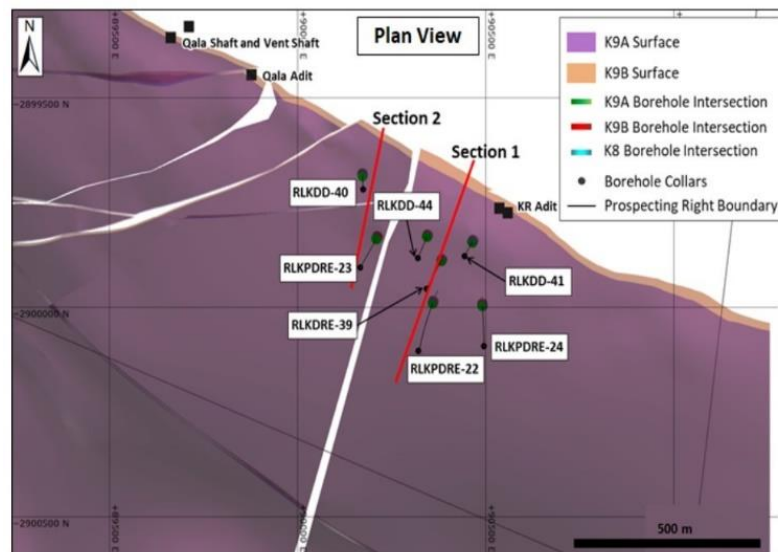 N
Plan View
Qala Shaft and Vent Shaft
Qala Adit
-2899500 N
Section 2
Section 1
RLKDD-40
RLKDD-44
KR Adit
RLKPDRE-23
RLKDD-41
-2900000 N
RLKDRE-39
RLKPDRE-24
RLKPDRE-22
-2900500 N
500 m
K9A Surface
K9B Surface
K9A Borehole Intersection
K9B Borehole Intersection
K8 Borehole Intersection
Borehole Collars
Prospecting Right Boundary